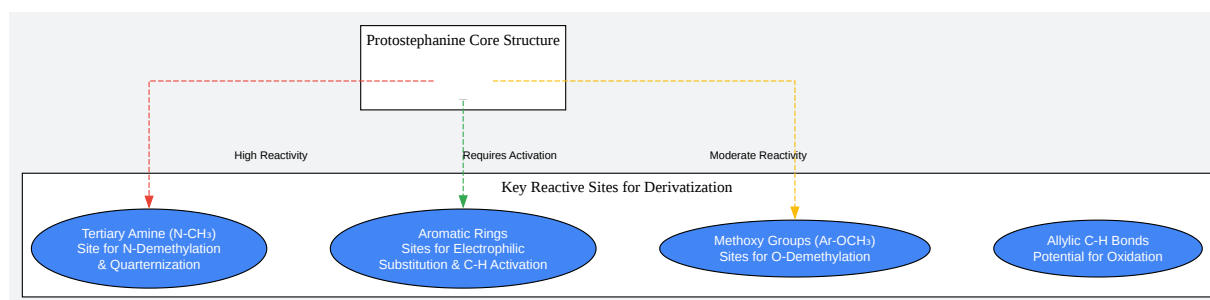 Protostephanine Core Structure
High Reactivity
Requires Activation
Moderate Reactivity
Key Reactive Sites for Derivatization
Tertiary Amine (N-CH₃)
Site for N-Demethylation
& Quarternization
Aromatic Rings
Sites for Electrophilic
Substitution & C-H Activation
Methoxy Groups (Ar-OCH₃)
Sites for O-Demethylation
Allylic C-H Bonds
Potential for Oxidation